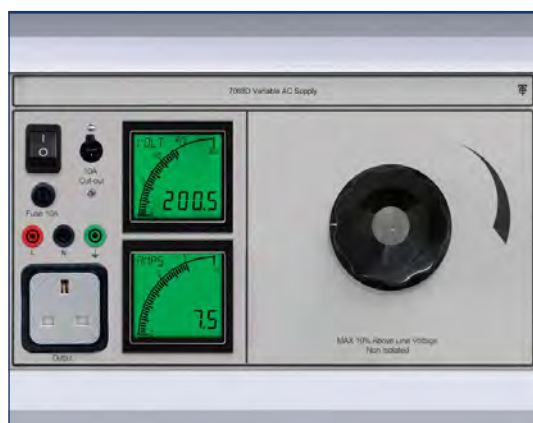 7068D Variable AC Supply
I
O
10A
Cut-out
Fuse 10A
L
N
Output
VOLT
200.5
AMPS
7.5
MAX 10% Above Line Voltage
Non Isolated